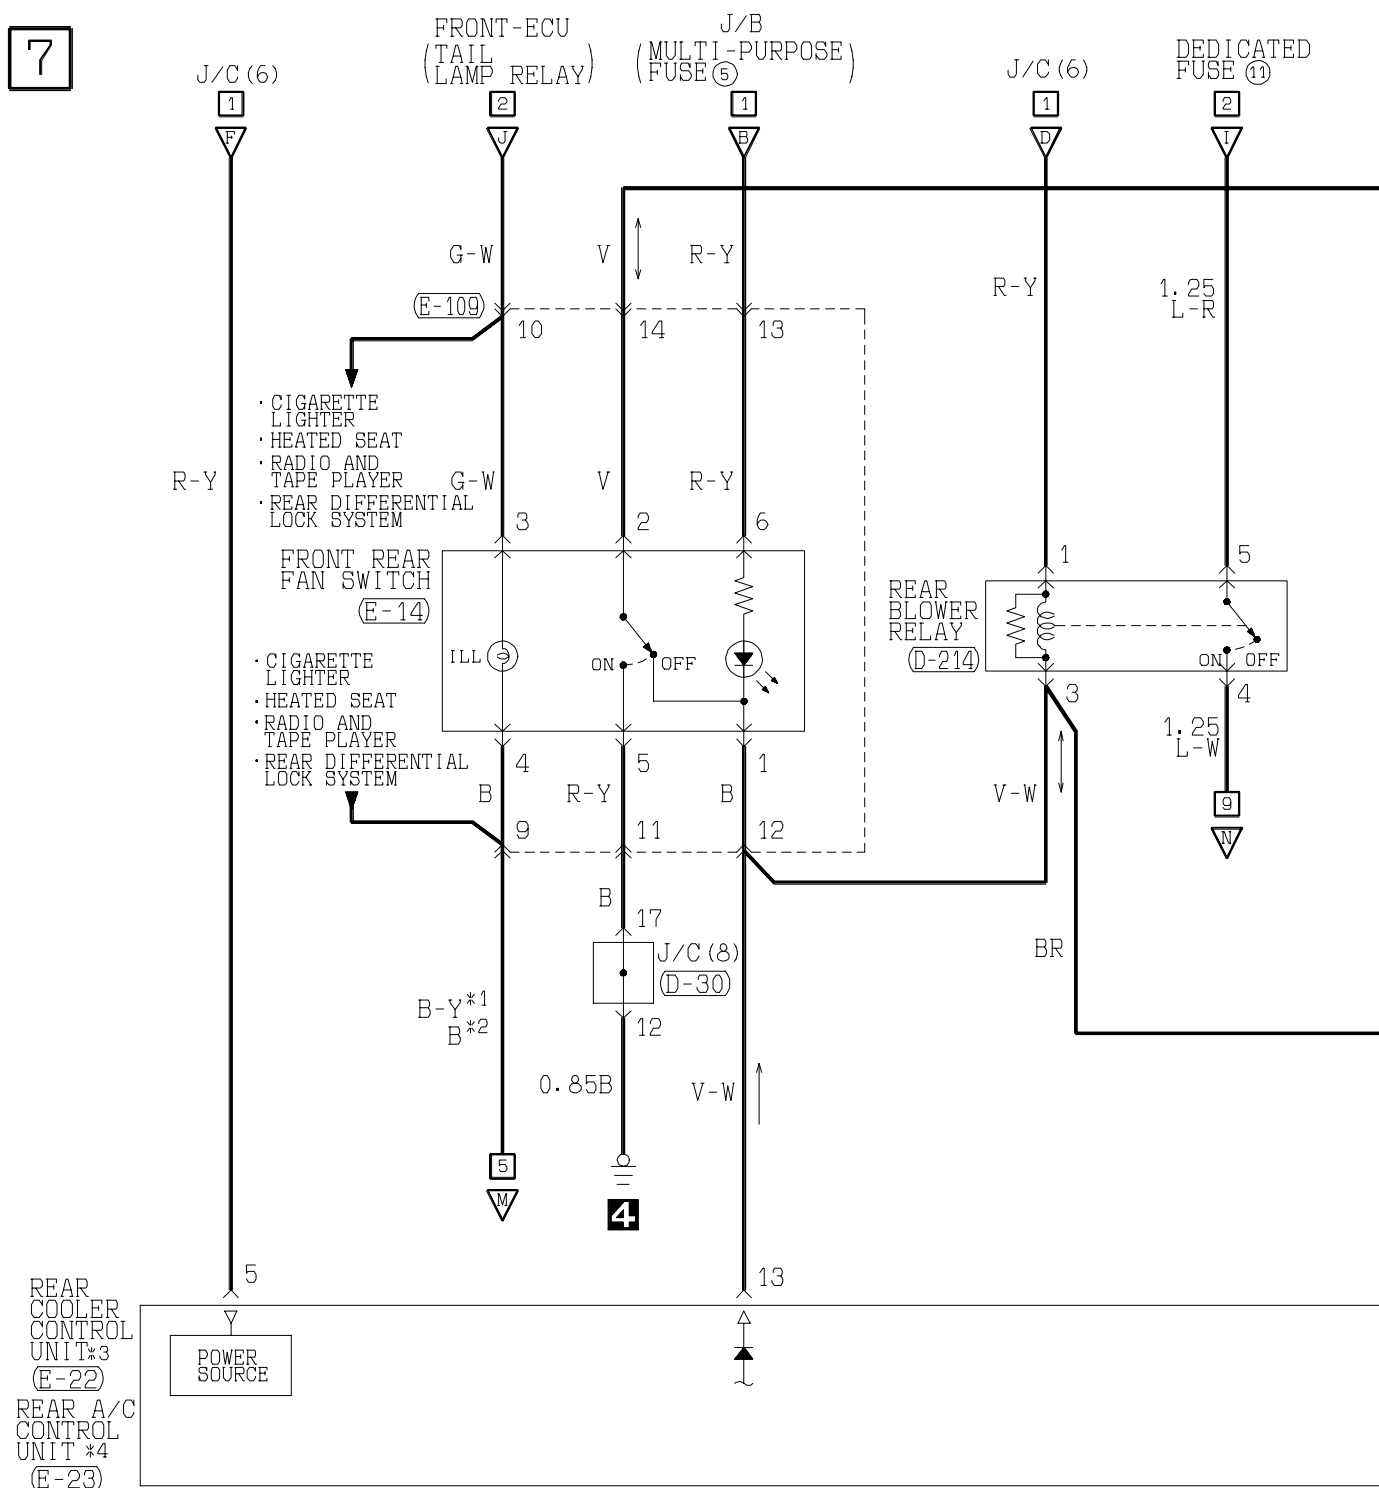 7
FRONT-ECU
(TAIL
LAMP RELAY)
J/B
(MULTI-PURPOSE
FUSE⑤)
J/C(6)
J/C(6)
DEDICATED
FUSE⑪
1
2
1
1
2
F
J
B
D
I
G-W
V
R-Y
R-Y
1.25
L-R
(E-109)
10
14
13
· CIGARETTE
LIGHTER
· HEATED SEAT
· RADIO AND
TAPE PLAYER
· REAR DIFFERENTIAL
LOCK SYSTEM
R-Y
G-W
V
R-Y
3
2
6
1
5
FRONT REAR
FAN SWITCH
(E-14)
REAR
BLOWER
RELAY
(D-214)
ILL
ON
OFF
ON
OFF
· CIGARETTE
LIGHTER
· HEATED SEAT
· RADIO AND
TAPE PLAYER
· REAR DIFFERENTIAL
LOCK SYSTEM
3
4
1.25
L-W
4
5
1
B
R-Y
B
V-W
9
N
9
11
12
B
17
J/C(8)
(D-30)
BR
B-Y*1
B*2
12
0.85B
V-W
5
M
4
5
13
REAR
COOLER
CONTROL
UNIT*3
(E-22)
REAR A/C
CONTROL
UNIT *4
(E-23)
POWER
SOURCE